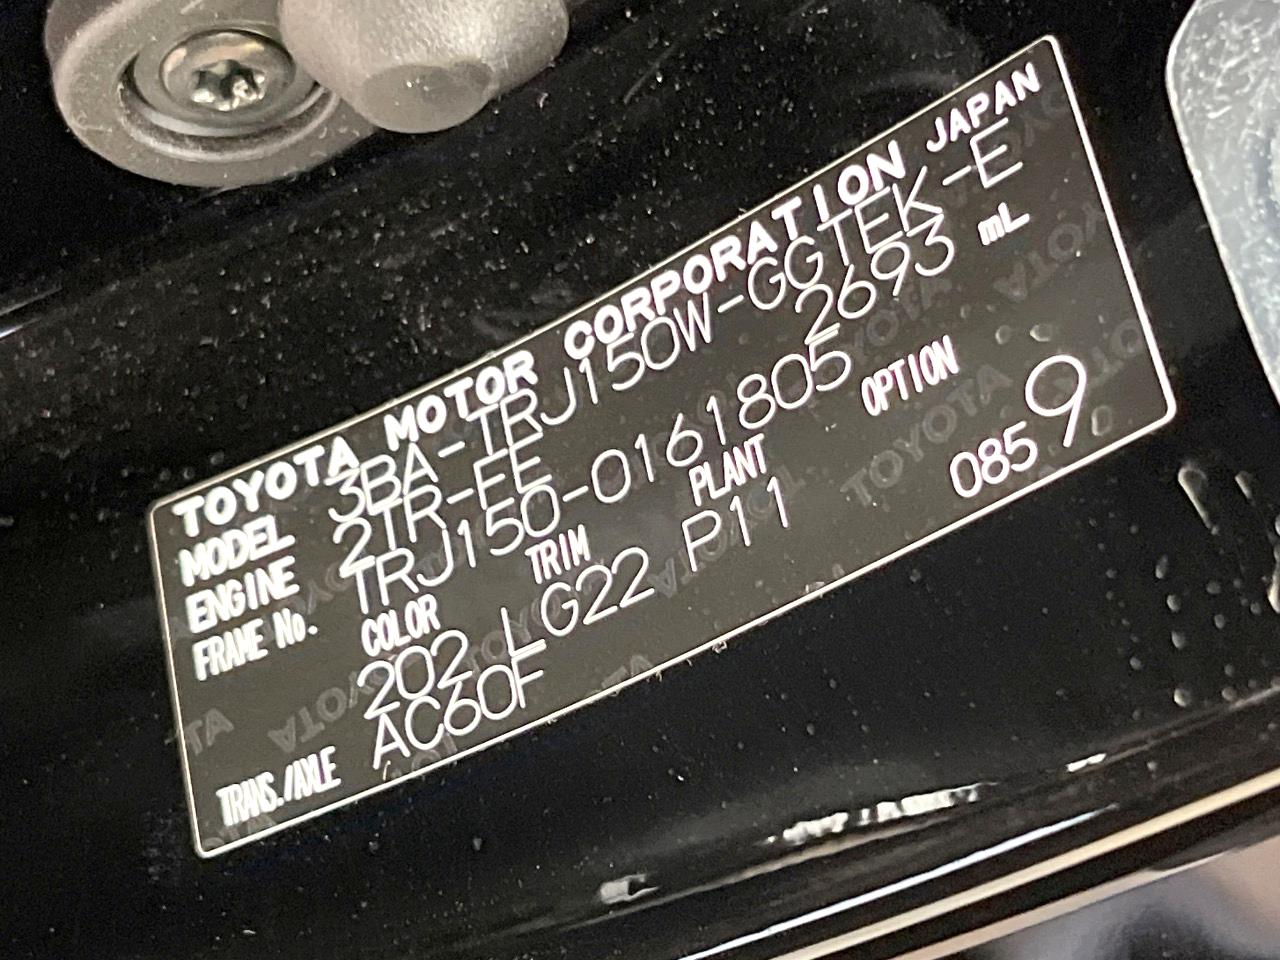 TOYOTA MOTOR CORPORATION JAPAN
MODEL 3BA-TRJ150W-GGTEK-E
ENGINE 2TR-FE 2693 mL
FRAME No. TRJ150-0161805
COLOR TRIM PLANT OPTION
202 LG22 P11 085 9
TRANS./AXLE AC60F